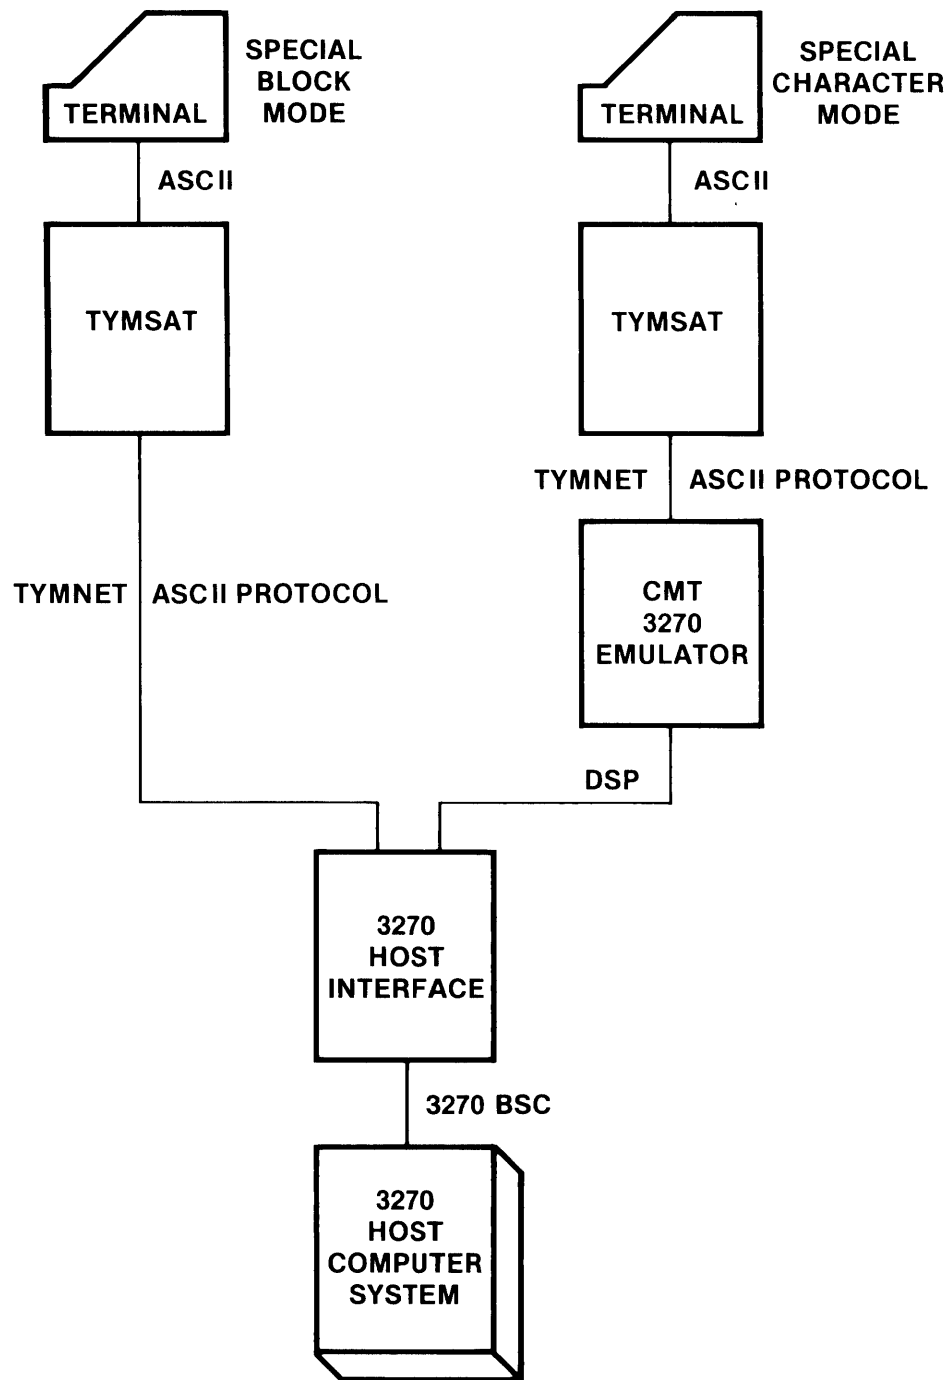 SPECIAL
BLOCK
MODE
TERMINAL
ASCII
TYMSAT
TYMNET
ASCII PROTOCOL
SPECIAL
CHARACTER
MODE
TERMINAL
ASCII
TYMSAT
TYMNET
ASCII PROTOCOL
CMT
3270
EMULATOR
DSP
3270
HOST
INTERFACE
3270 BSC
3270
HOST
COMPUTER
SYSTEM